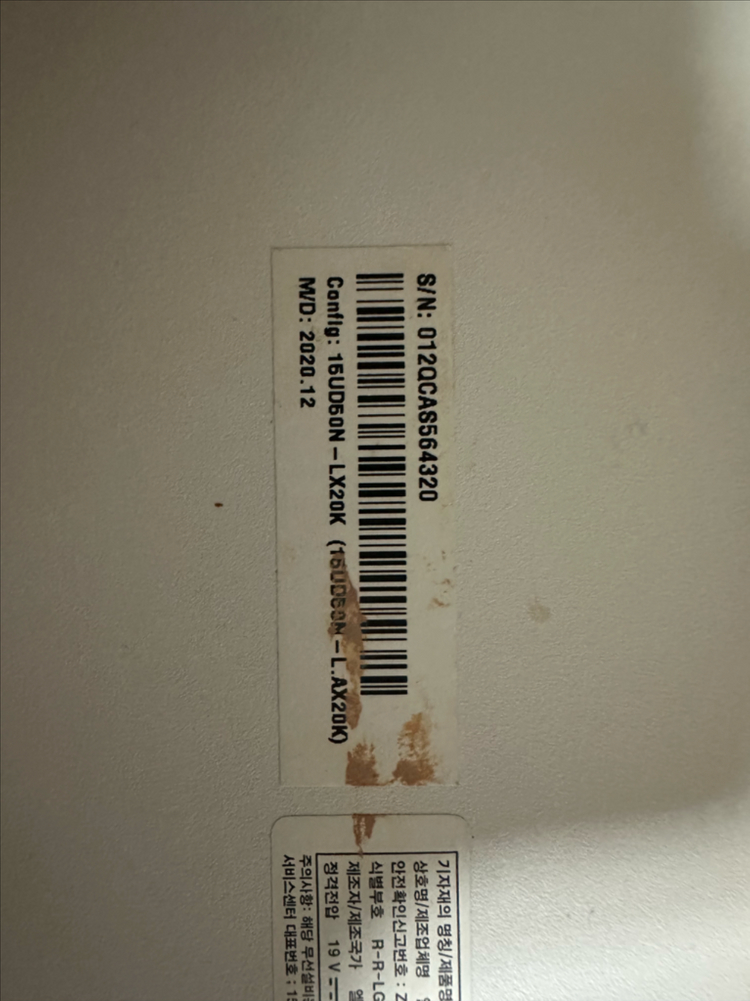 S/N: 012QCAS564320
Config: 15UD50N-LX20K (15UD50N-L.AX20K)
M/D: 2020.12
기자재의 명칭/제품명
상호명/제조업체명
안전확인신고번호 : Z
식별부호 R-R-LG
제조자/제조국가 엘
정격전압 19 V
주의사항: 해당 무선설비
서비스센터 대표번호 : 15